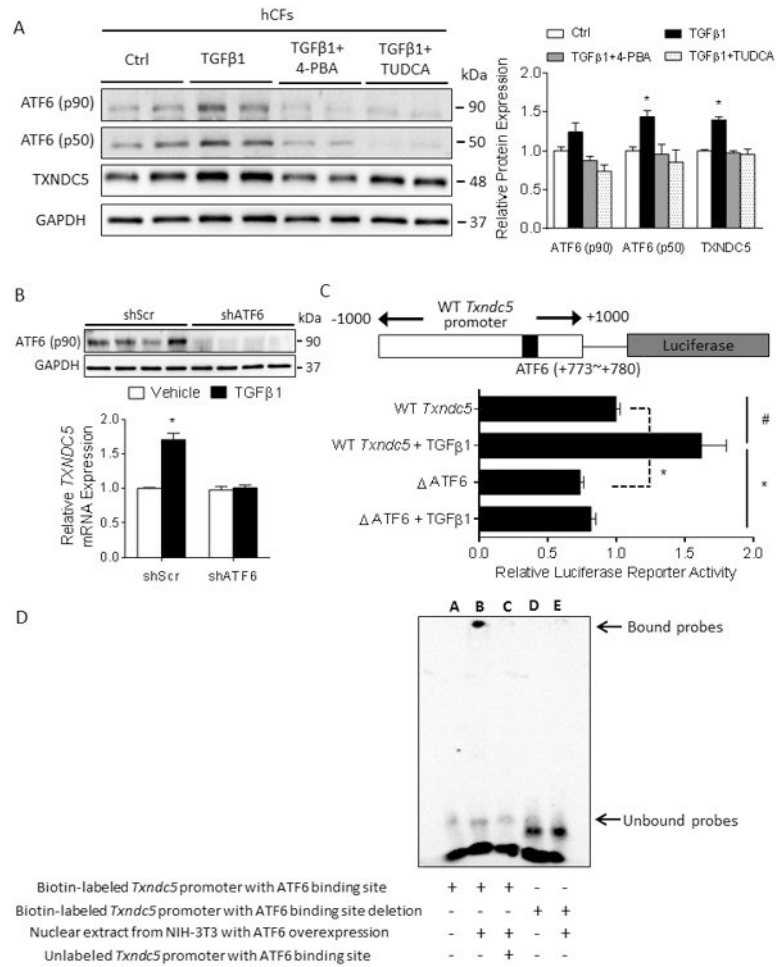 A
hCFs
Ctrl
TGFβ1
TGFβ1+
4-PBA
TGFβ1+
TUDCA
kDa
ATF6 (p90)
90
ATF6 (p50)
50
TXNDC5
48
GAPDH
37
Ctrl
TGFβ1
TGFβ1+4-PBA
TGFβ1+TUDCA
Relative Protein Expression
2.0
1.5
1.0
0.5
0.0
*
*
ATF6 (p90)
ATF6 (p50)
TXNDC5
B
shScr
shATF6
kDa
ATF6 (p90)
90
GAPDH
37
Vehicle
TGFβ1
Relative TXNDC5
mRNA Expression
2.0
1.5
1.0
0.5
0.0
*
shScr
shATF6
C
-1000
WT Txndc5
promoter
+1000
Luciferase
ATF6 (+773~+780)
WT Txndc5
WT Txndc5 + TGFβ1
Δ ATF6
Δ ATF6 + TGFβ1
*
#
*
0.0
0.5
1.0
1.5
2.0
Relative Luciferase Reporter Activity
D
A B C D E
Bound probes
Unbound probes
Biotin-labeled Txndc5 promoter with ATF6 binding site + + + - -
Biotin-labeled Txndc5 promoter with ATF6 binding site deletion - - - + +
Nuclear extract from NIH-3T3 with ATF6 overexpression - + + - +
Unlabeled Txndc5 promoter with ATF6 binding site - - + - -